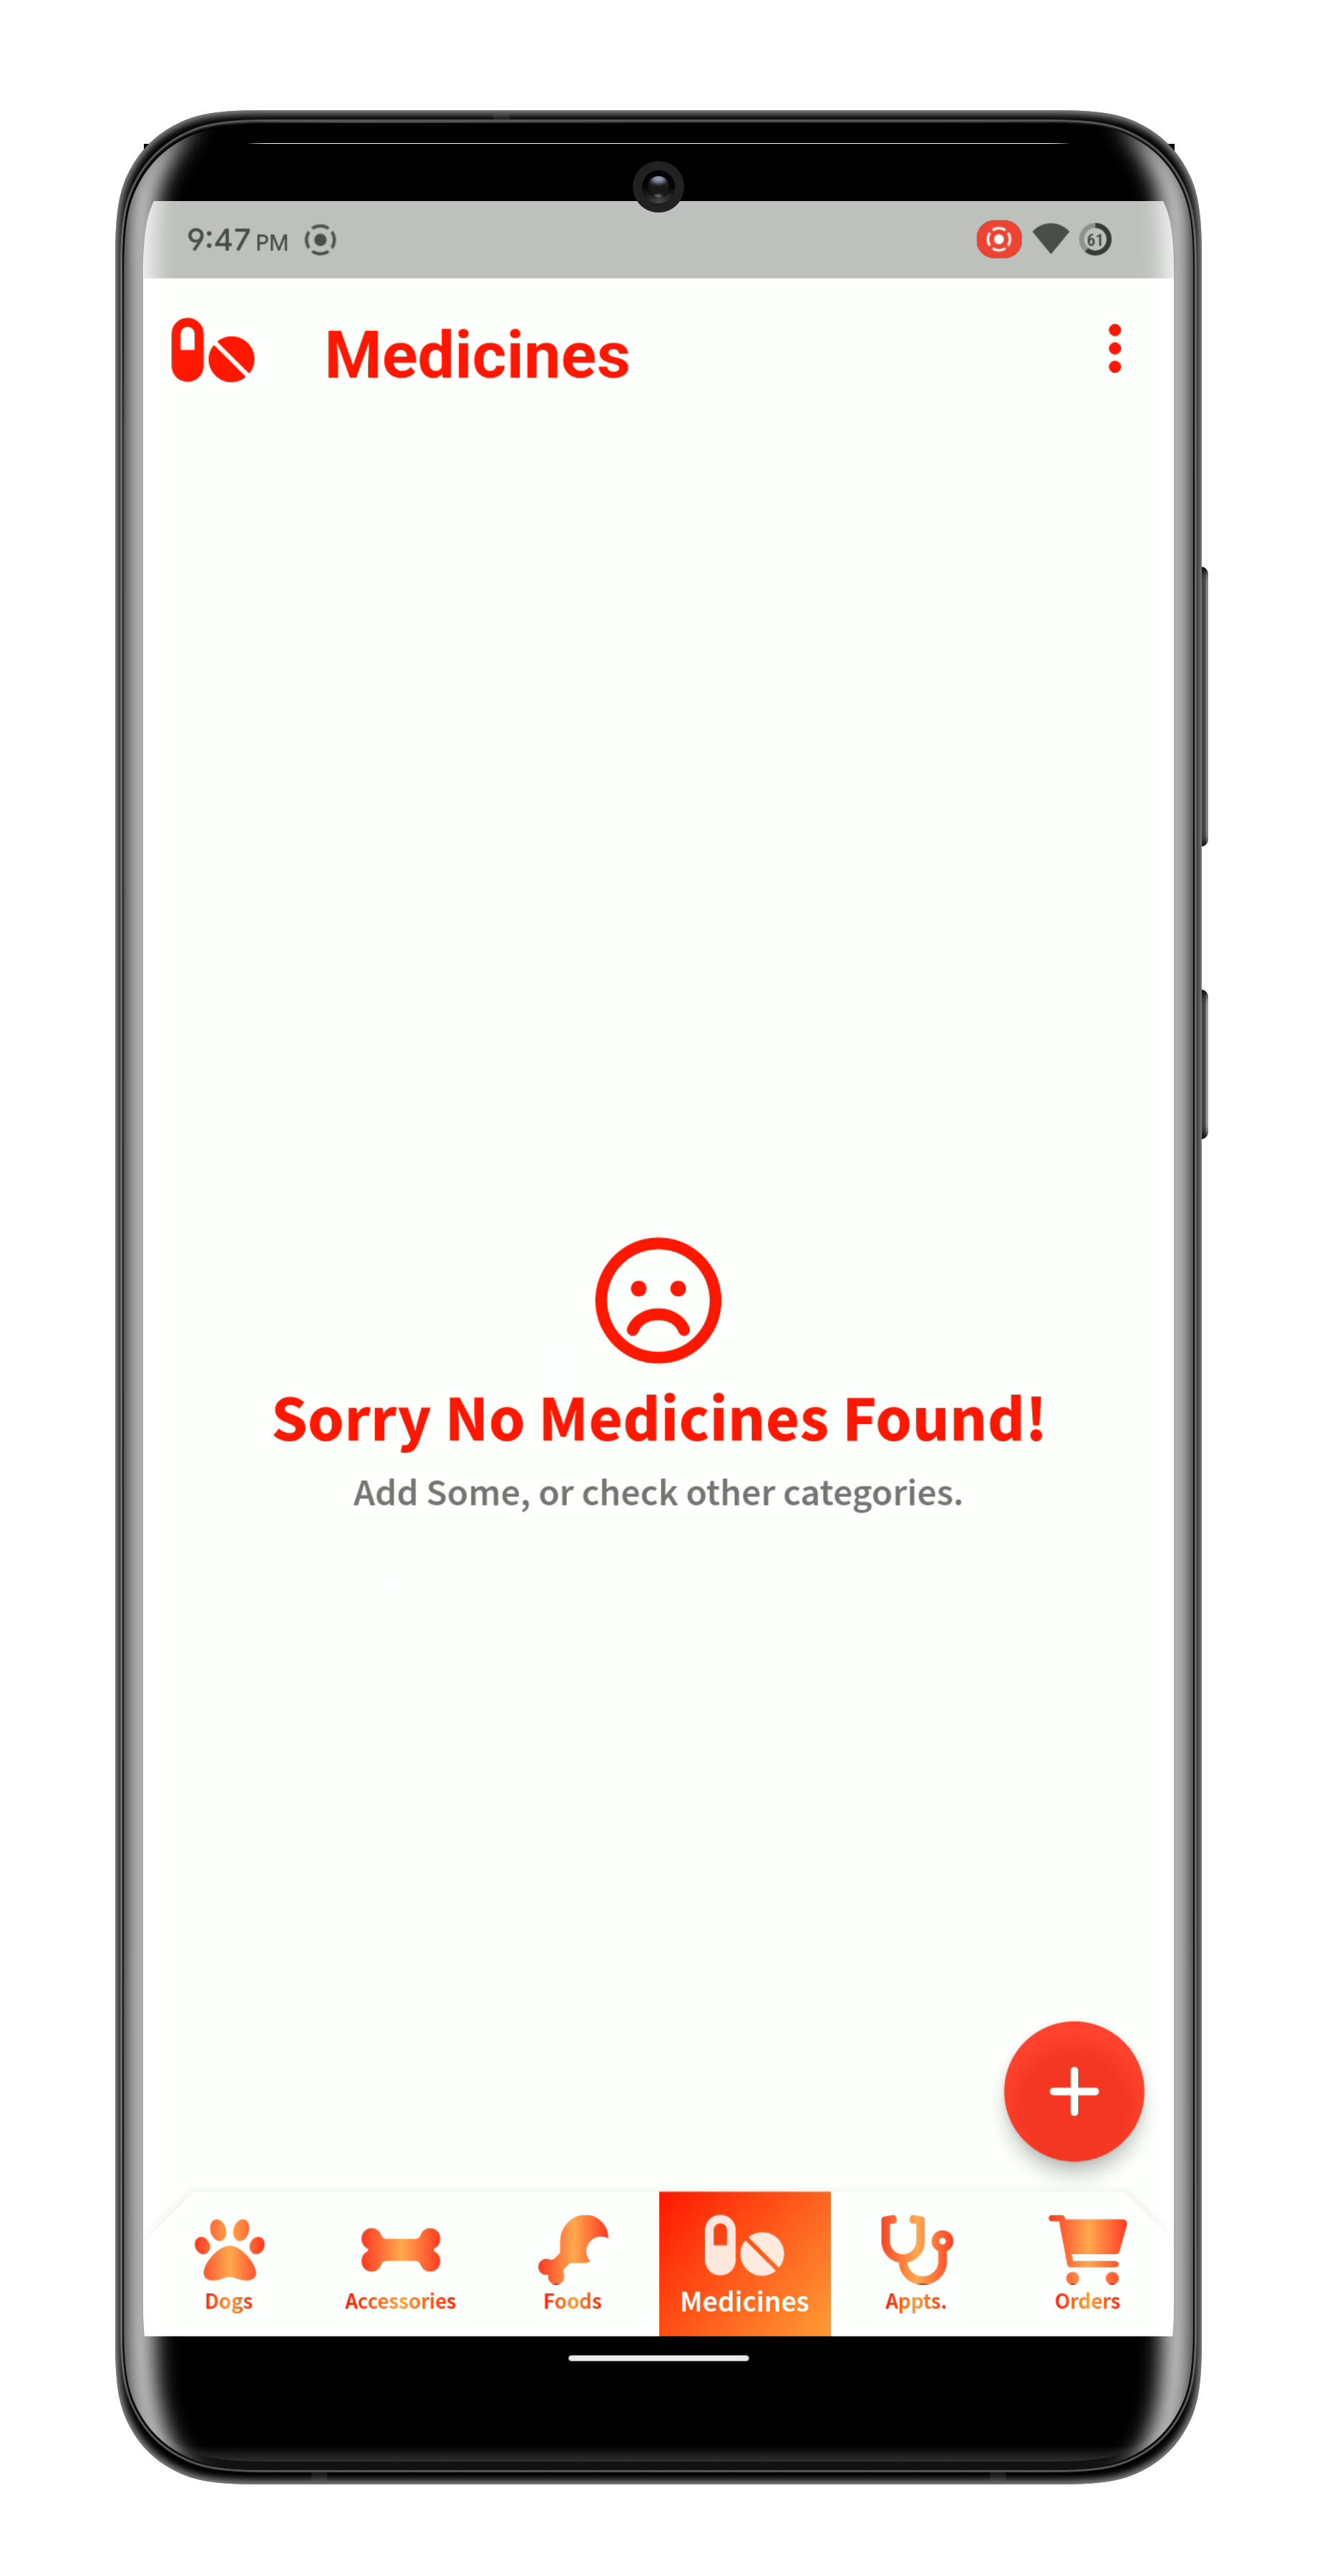 9:47 PM
61
Medicines
Sorry No Medicines Found!
Add Some, or check other categories.
Dogs
Accessories
Foods
Medicines
Appts.
Orders